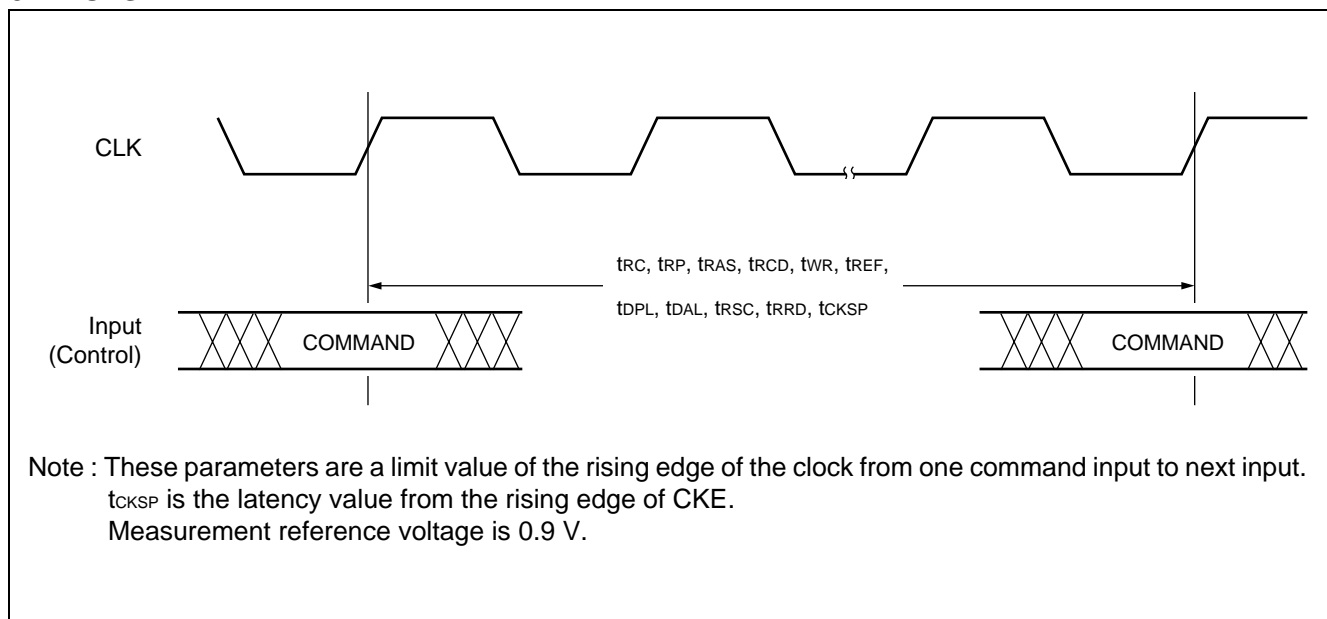 CLK
tRC, tRP, tRAS, tRCD, tWR, tREF,
tDPL, tDAL, tRSC, tRRD, tCKSP
Input
(Control)
COMMAND
COMMAND
Note : These parameters are a limit value of the rising edge of the clock from one command input to next input.
tCKSP is the latency value from the rising edge of CKE.
Measurement reference voltage is 0.9 V.